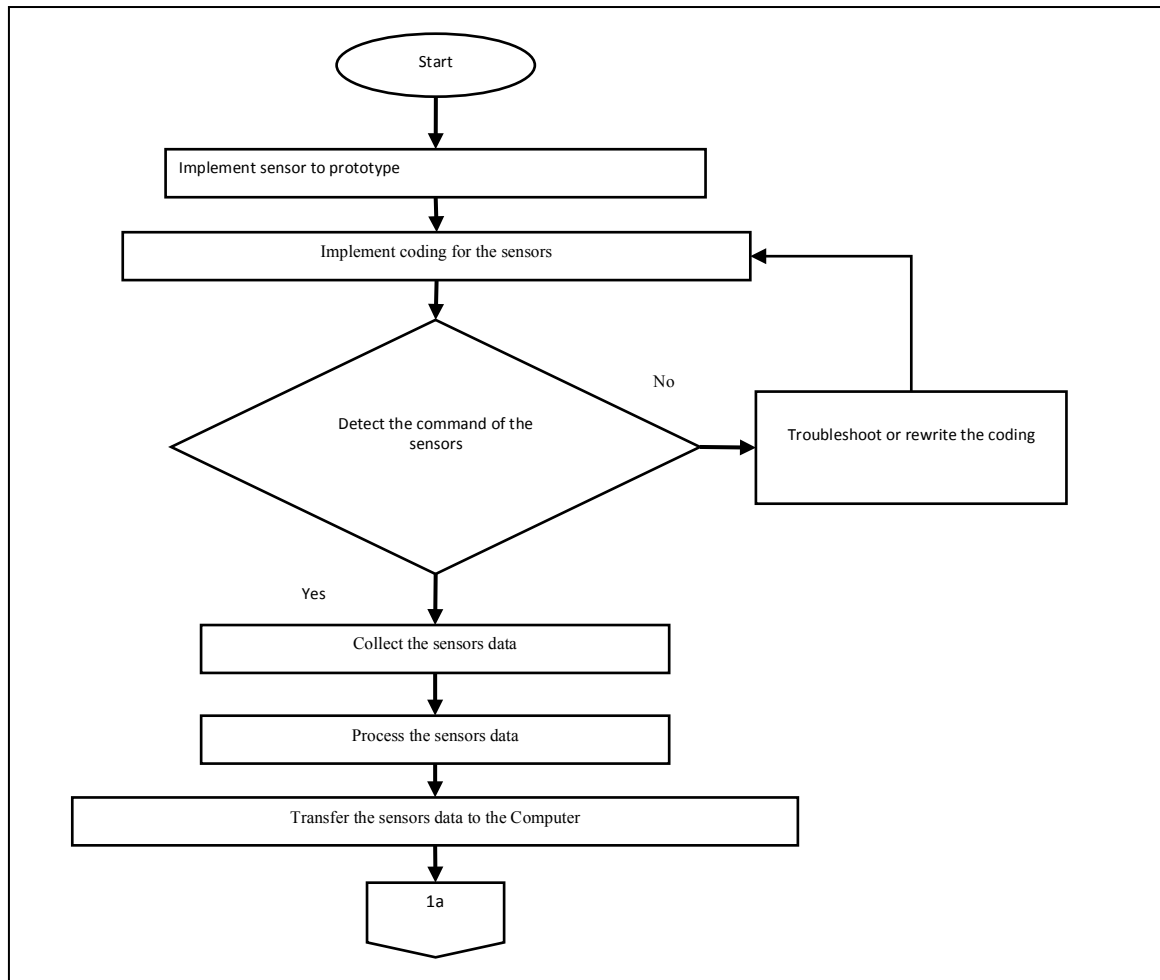 Start
Implement sensor to prototype
Implement coding for the sensors
No
Detect the command of the
sensors
Troubleshoot or rewrite the coding
Yes
Collect the sensors data
Process the sensors data
Transfer the sensors data to the Computer
1a